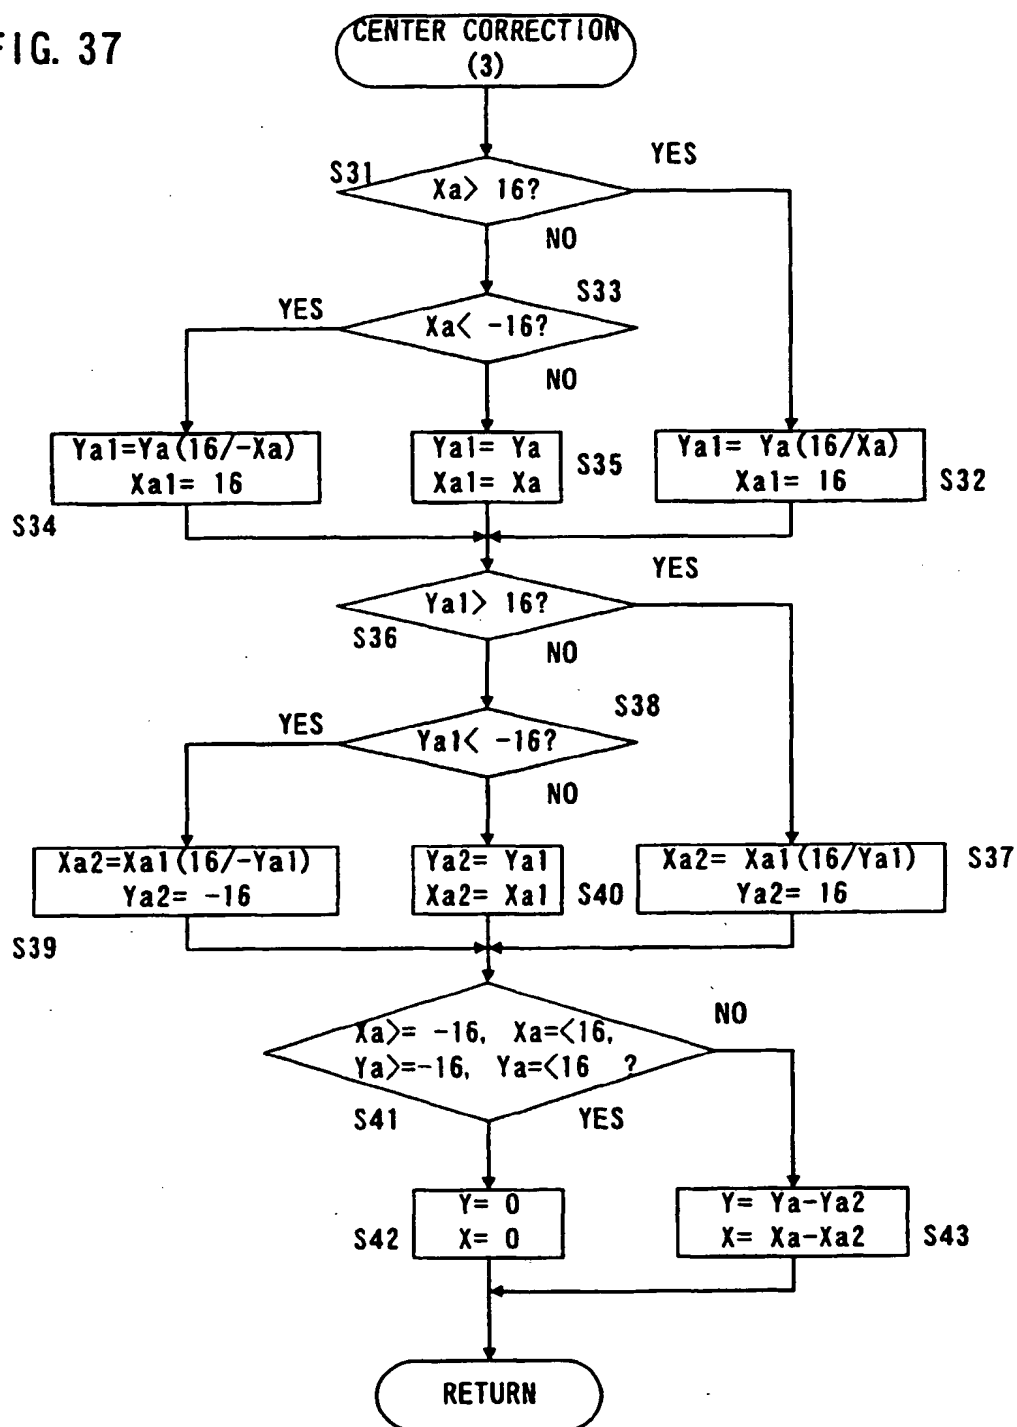 FIG. 37
CENTER CORRECTION
(3)
S31
Xa> 16?
YES
NO
S33
YES
Xa< -16?
NO
Ya1=Ya(16/-Xa)
Xa1= 16
S34
Ya1= Ya
Xa1= Xa
S35
Ya1= Ya(16/Xa)
Xa1= 16
S32
YES
Ya1> 16?
S36
NO
S38
YES
Ya1< -16?
NO
Xa2=Xa1(16/-Ya1)
Ya2= -16
S39
Ya2= Ya1
Xa2= Xa1
S40
Xa2= Xa1(16/Ya1)
Ya2= 16
S37
Xa>= -16, Xa=<16,
Ya>=-16, Ya=<16 ?
NO
S41
YES
Y= 0
X= 0
S42
Y= Ya-Ya2
X= Xa-Xa2
S43
RETURN